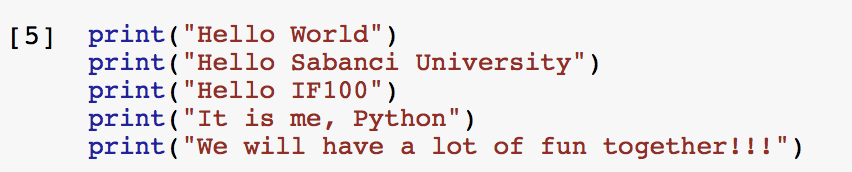 [5] print("Hello World")
print("Hello Sabanci University")
print("Hello IF100")
print("It is me, Python")
print("We will have a lot of fun together!!!")